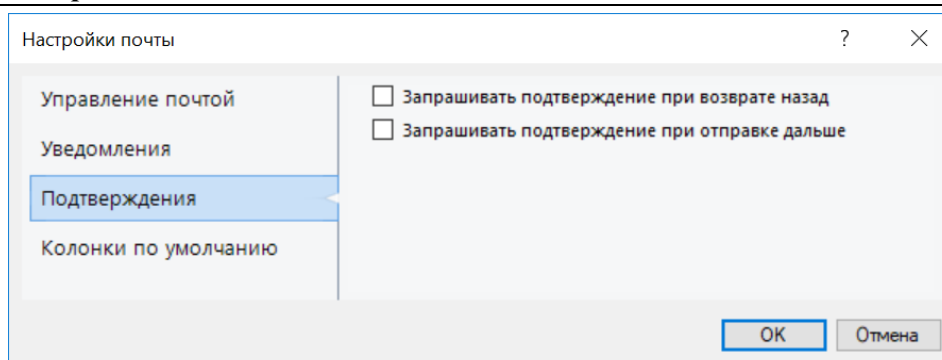 Настройки почты
?
Управление почтой
Уведомления
Подтверждения
Колонки по умолчанию
Запрашивать подтверждение при возврате назад
Запрашивать подтверждение при отправке дальше
OK
Отмена